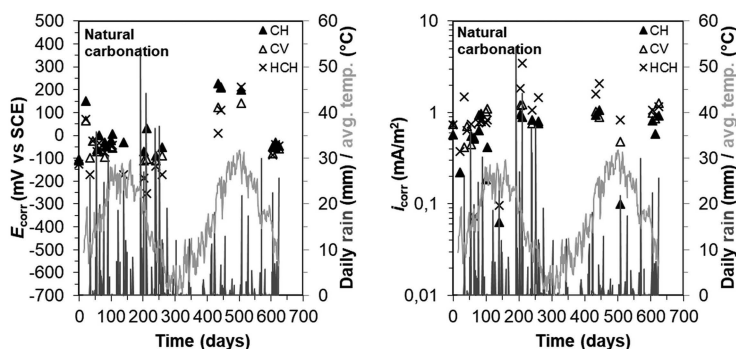 Natural
carbonation
CH
CV
HCH
500
400
300
200
100
0
-100
-200
-300
-400
-500
-600
-700
60
50
40
30
20
10
0
0 100 200 300 400 500 600 700
Time (days)
Ecorr (mV vs SCE)
Daily rain (mm) / avg. temp. (°C)
Natural
carbonation
CH
CV
HCH
10
1
0,1
0,01
60
50
40
30
20
10
0
0 100 200 300 400 500 600 700
Time (days)
icorr (mA/m²)
Daily rain (mm) / avg. temp. (°C)